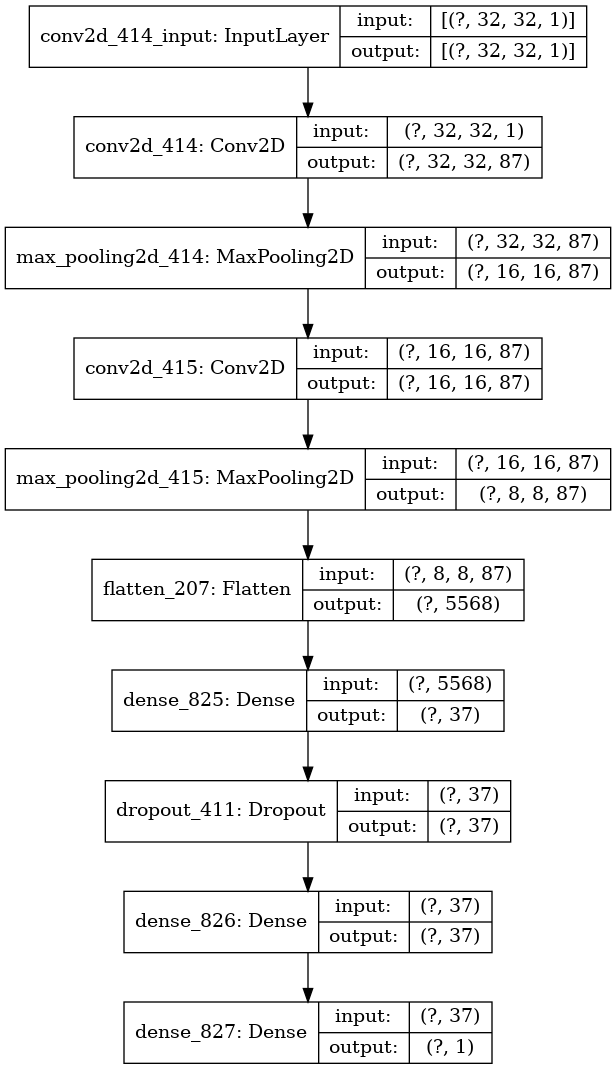 conv2d_414_input: InputLayer
input: [(?, 32, 32, 1)]
output: [(?, 32, 32, 1)]
conv2d_414: Conv2D
input: (?, 32, 32, 1)
output: (?, 32, 32, 87)
max_pooling2d_414: MaxPooling2D
input: (?, 32, 32, 87)
output: (?, 16, 16, 87)
conv2d_415: Conv2D
input: (?, 16, 16, 87)
output: (?, 16, 16, 87)
max_pooling2d_415: MaxPooling2D
input: (?, 16, 16, 87)
output: (?, 8, 8, 87)
flatten_207: Flatten
input: (?, 8, 8, 87)
output: (?, 5568)
dense_825: Dense
input: (?, 5568)
output: (?, 37)
dropout_411: Dropout
input: (?, 37)
output: (?, 37)
dense_826: Dense
input: (?, 37)
output: (?, 37)
dense_827: Dense
input: (?, 37)
output: (?, 1)